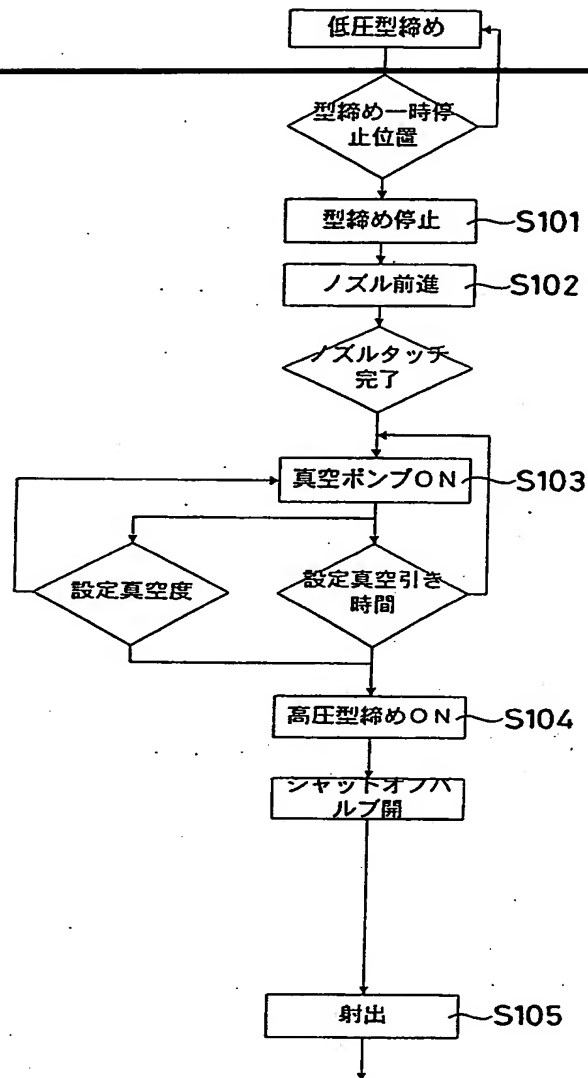 低圧型締め
型締め一時停
止位置
型締め停止
S101
ノズル前進
S102
ノズルタッチ
完了
真空ポンプON
S103
設定真空度
設定真空引き
時間
高圧型締めON
S104
シャットオフバ
ルブ開
射出
S105